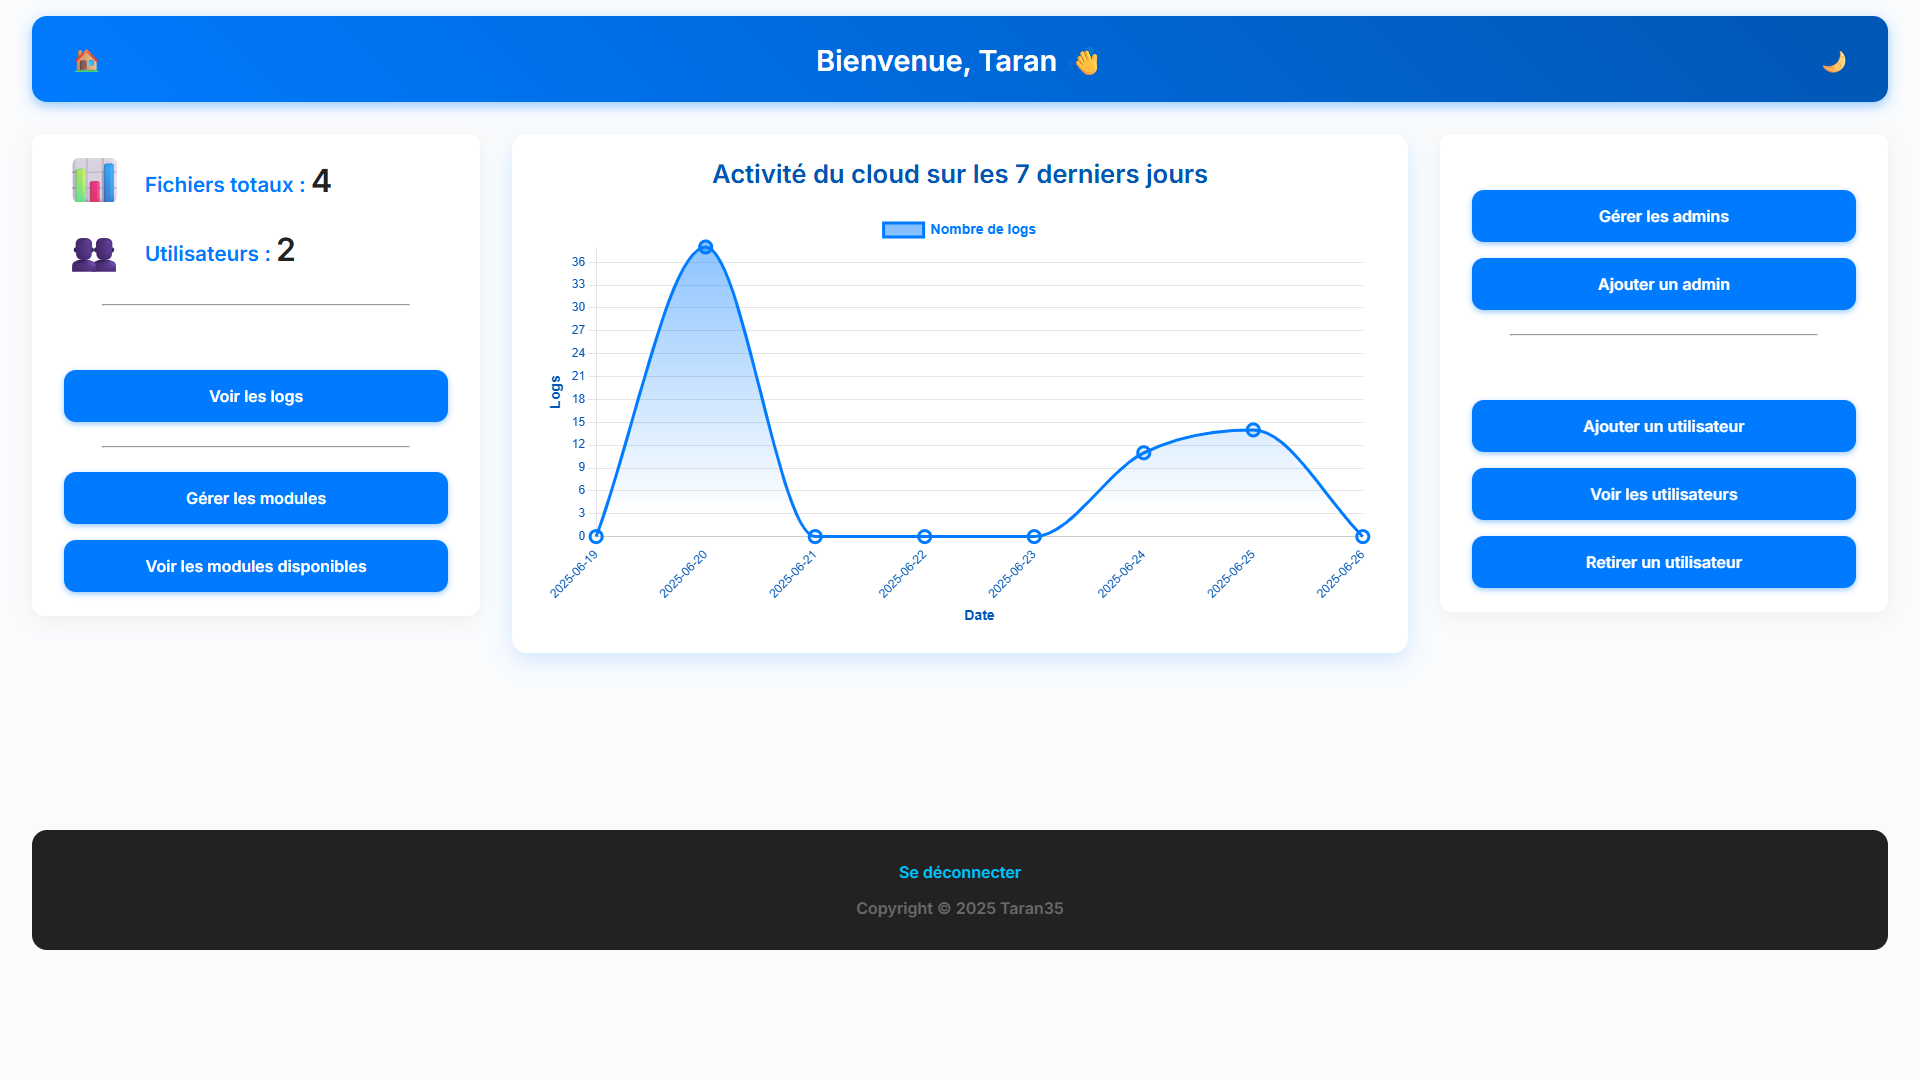 Bienvenue, Taran 👋
Fichiers totaux : 4
Utilisateurs : 2
Voir les logs
Gérer les modules
Voir les modules disponibles
Activité du cloud sur les 7 derniers jours
Nombre de logs
36
33
30
27
24
21
18
15
12
9
6
3
0
Logs
2025-06-19
2025-06-20
2025-06-21
2025-06-22
2025-06-23
2025-06-24
2025-06-25
2025-06-26
Date
Gérer les admins
Ajouter un admin
Ajouter un utilisateur
Voir les utilisateurs
Retirer un utilisateur
Se déconnecter
Copyright © 2025 Taran35